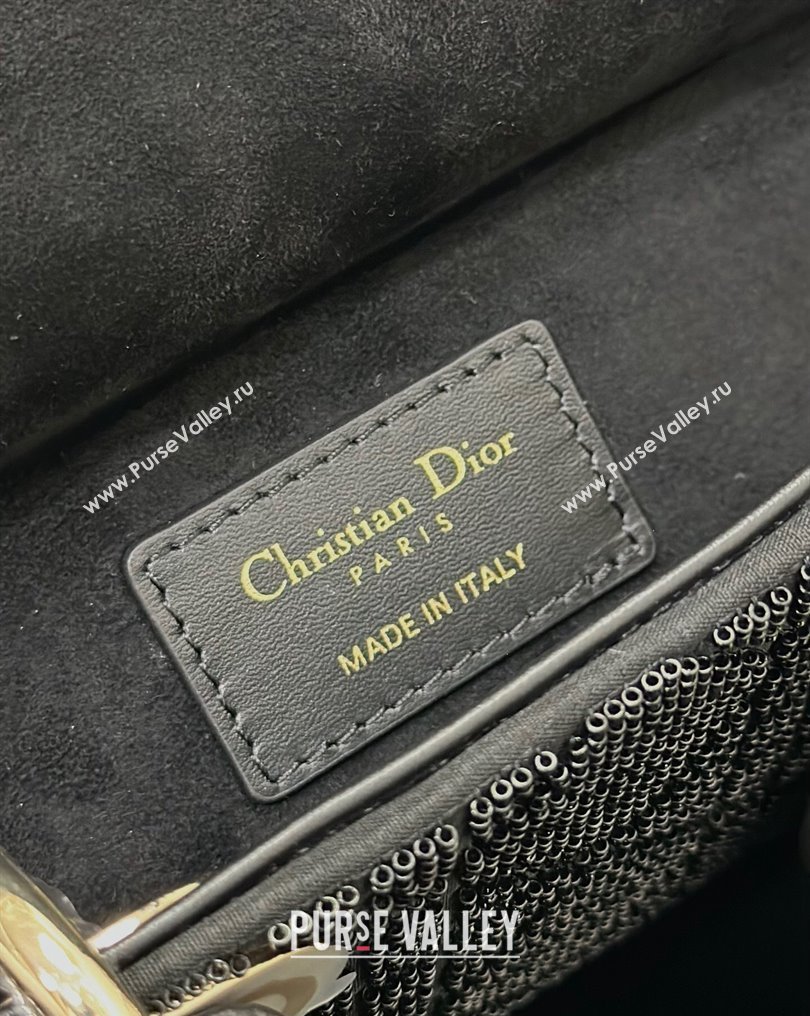 www.PurseValley.ru
www.PurseValley.ru
Christian Dior
PARIS
MADE IN ITALY
PURSE VALLEY